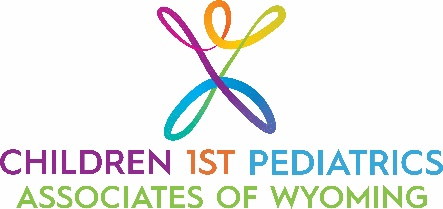 CHILDREN 1ST PEDIATRICS
ASSOCIATES OF WYOMING